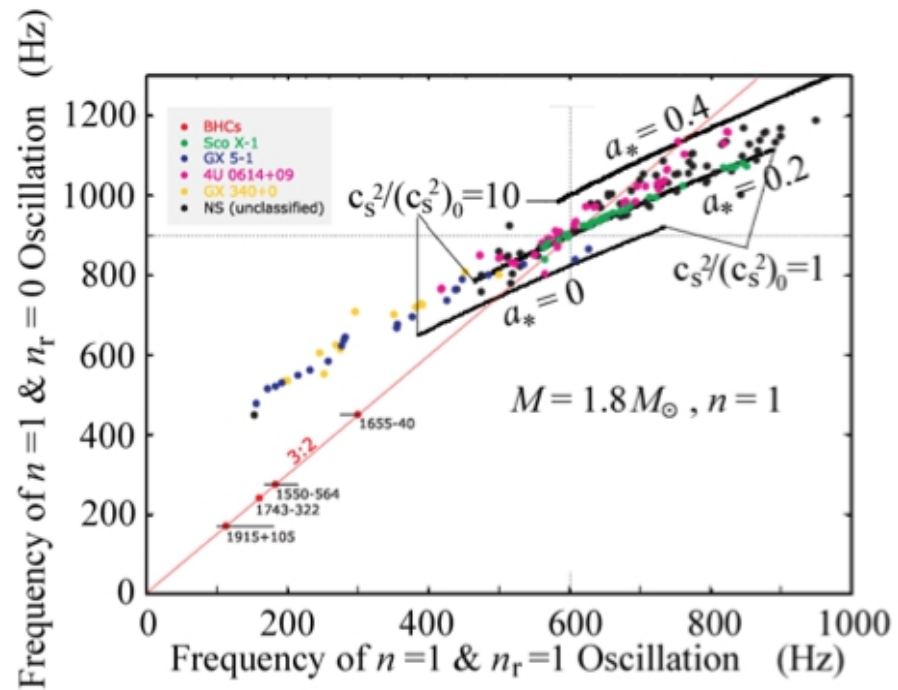 Frequency of n =1 & nr = 0 Oscillation (Hz)
1200
1000
800
600
400
200
0
BHCs
Sco X-1
GX 5-1
4U 0614+09
GX 340+0
NS (unclassified)
a* = 0.4
cs²/(cs²)0=10
a* = 0.2
cs²/(cs²)0=1
a* = 0
M = 1.8M☉ , n = 1
1655-40
3:2
1550-564
1743-322
1915+105
0 200 400 600 800 1000
Frequency of n =1 & nr =1 Oscillation (Hz)